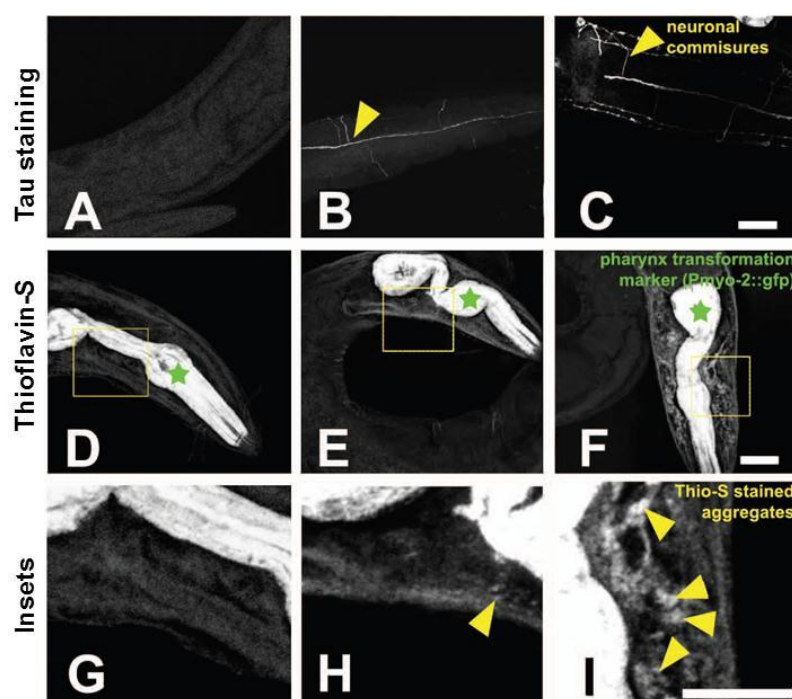 Tau staining
A
B
neuronal
commisures
C
Thioflavin-S
D
E
pharynx transformation
marker (Pmyo-2::gfp)
F
Insets
G
H
Thio-S stained
aggregates
I